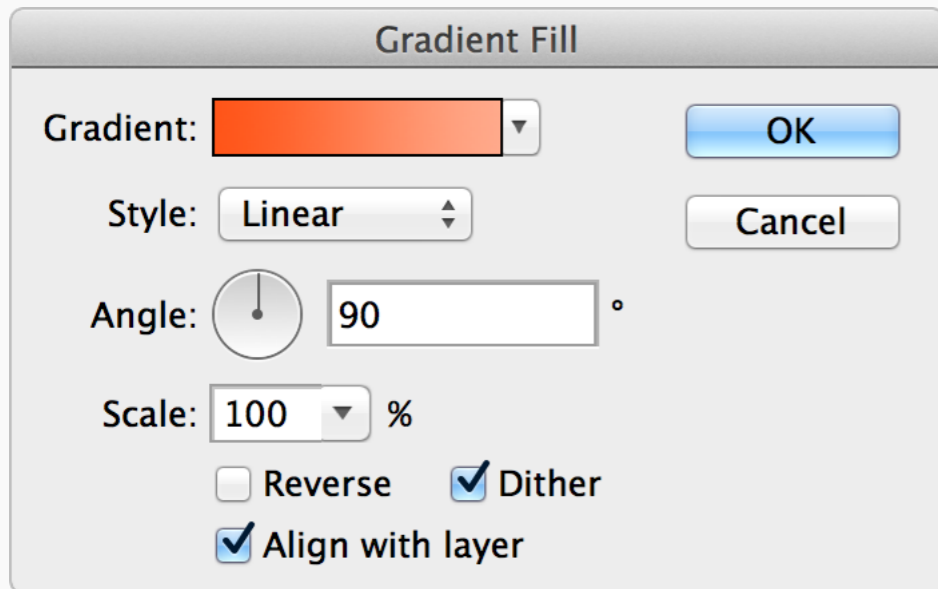 Gradient Fill
Gradient:
OK
Style: Linear
Cancel
Angle: 90 °
Scale: 100 %
Reverse Dither
Align with layer